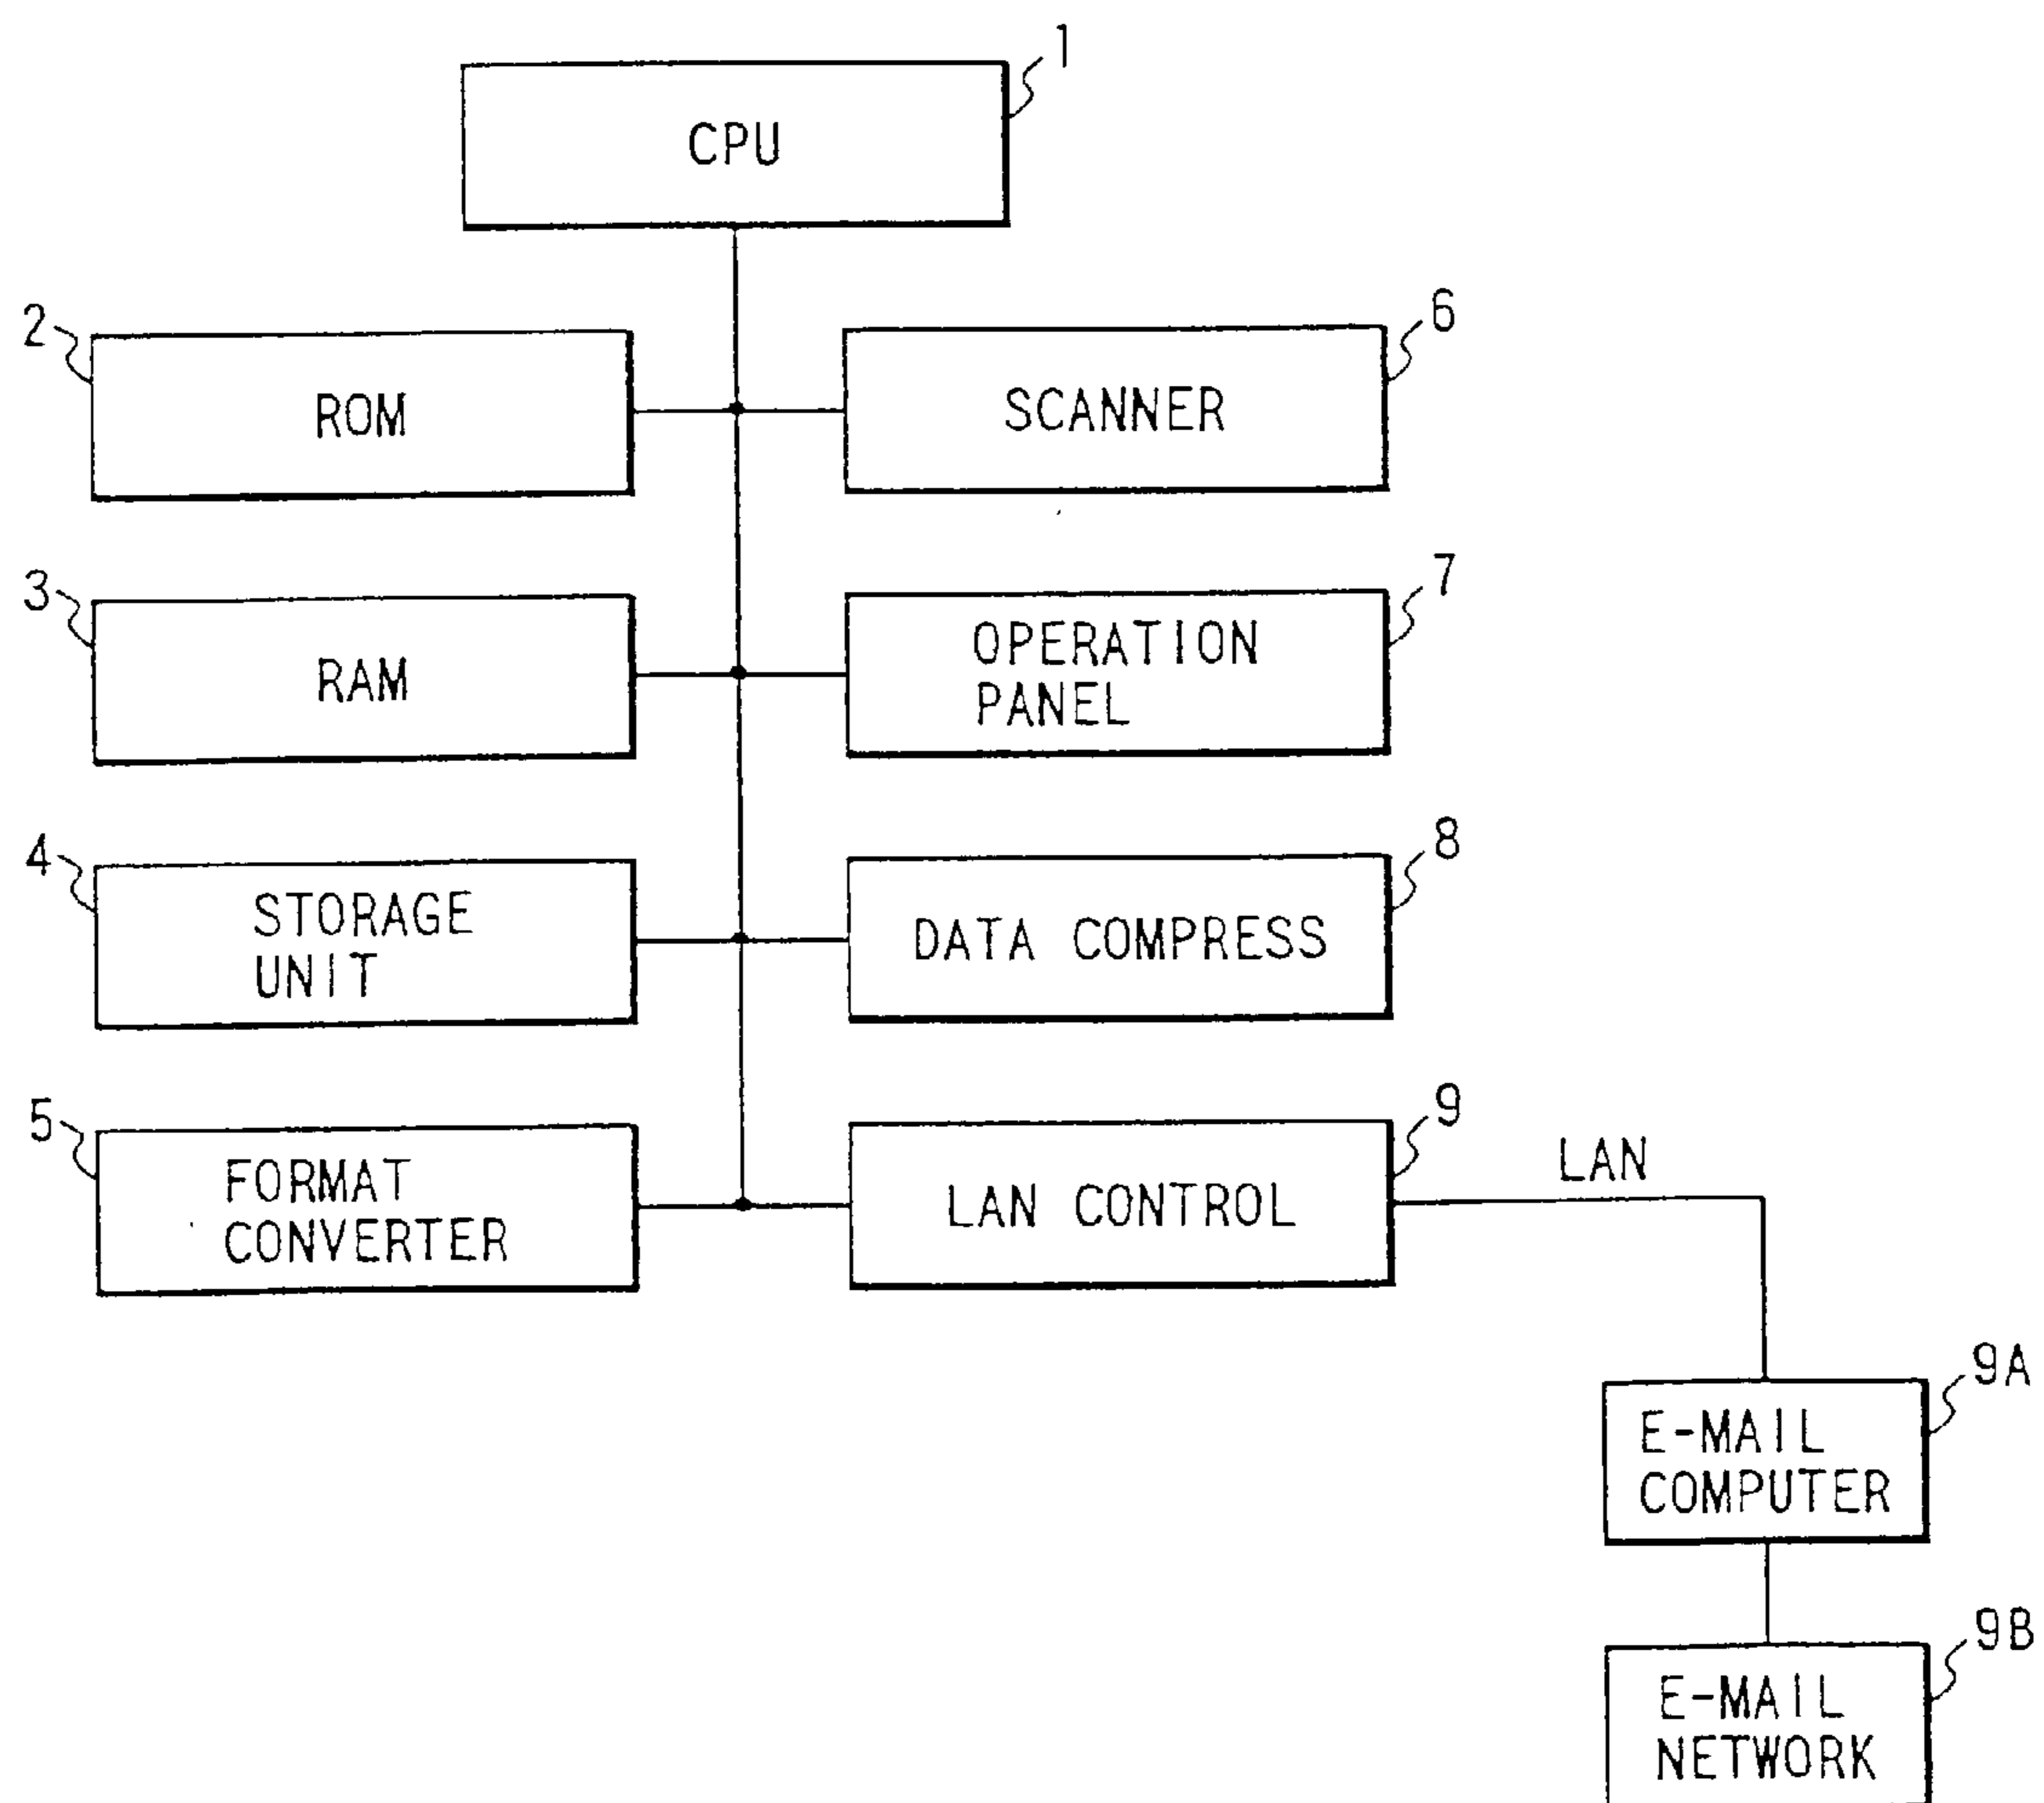 1
CPU
2
ROM
6
SCANNER
3
RAM
7
OPERATION
PANEL
4
STORAGE
UNIT
8
DATA COMPRESS
5
FORMAT
CONVERTER
9
LAN CONTROL
LAN
9A
E-MAIL
COMPUTER
9B
E-MAIL
NETWORK